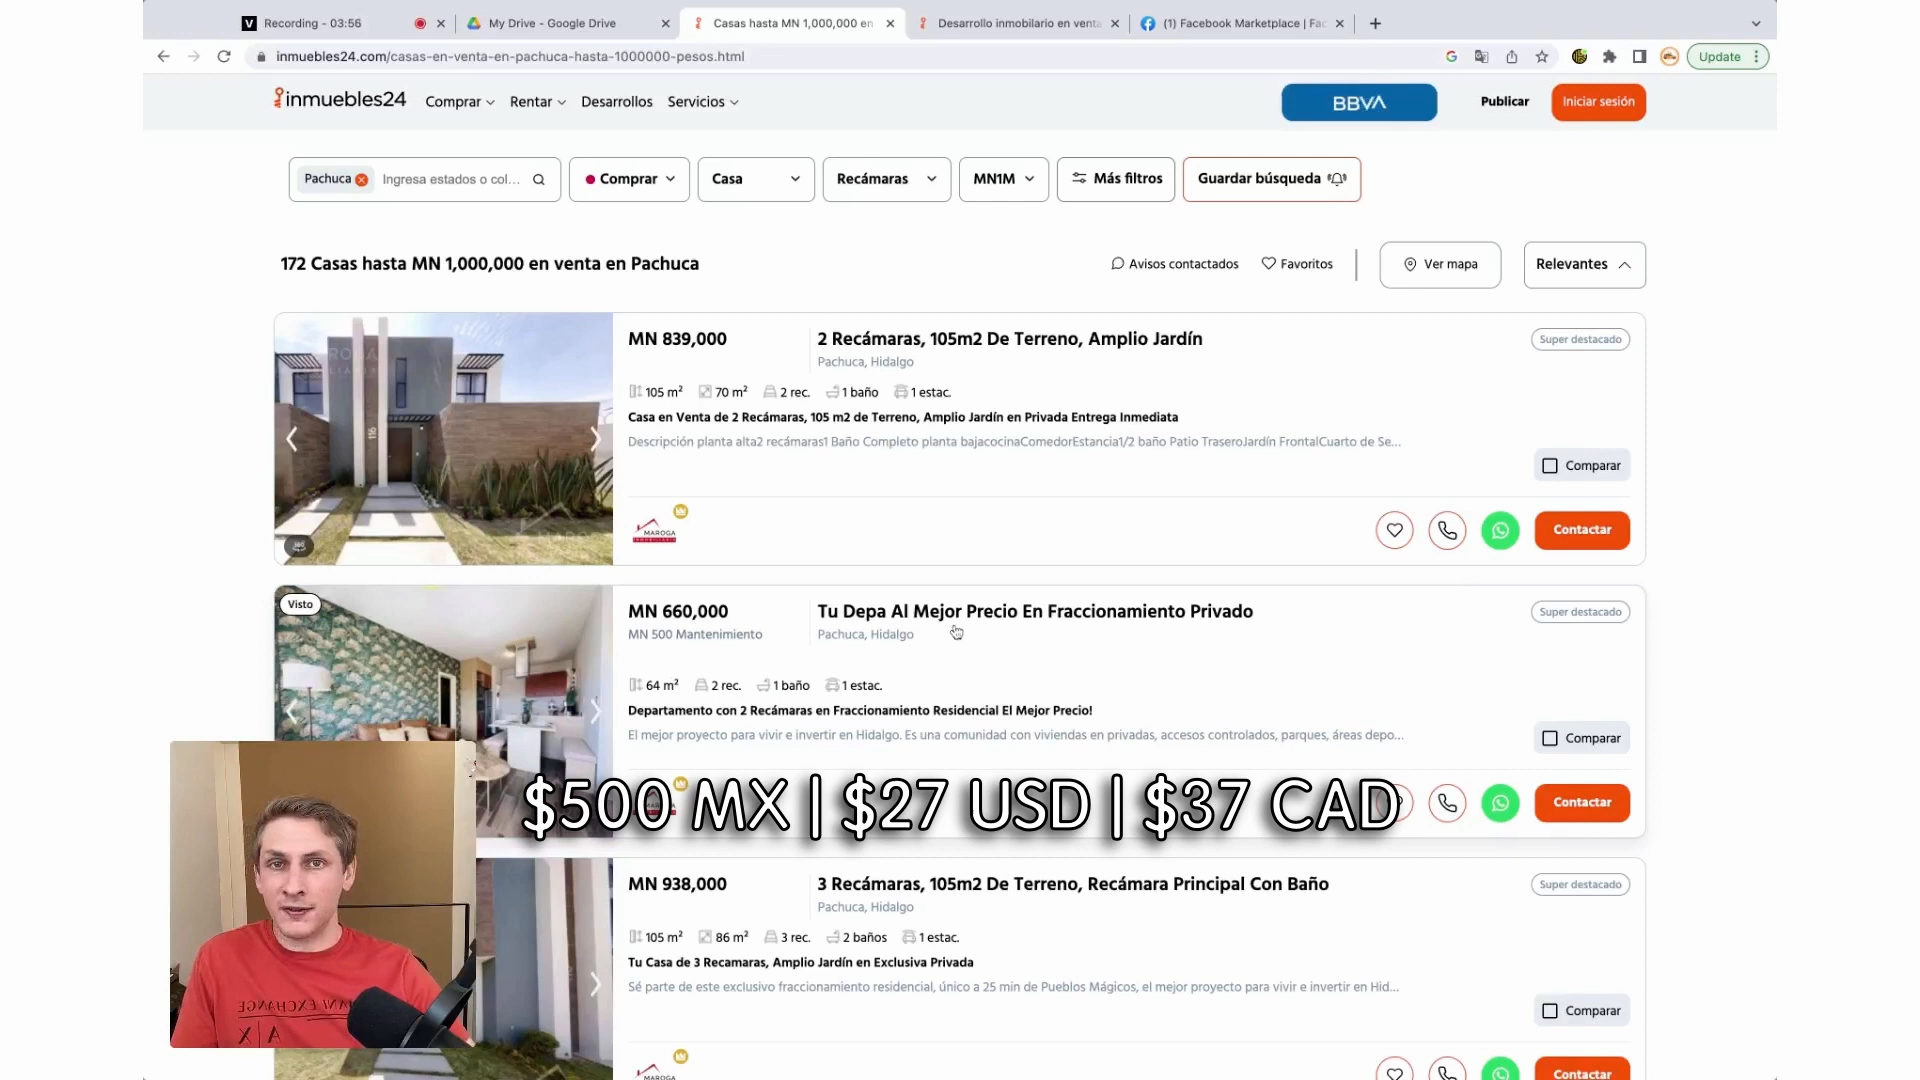 Recording - 03:56
My Drive - Google Drive
Casas hasta MN 1,000,000 en
Desarrollo inmobilario en venta
(1) Facebook Marketplace | Fac
inmuebles24.com/casas-en-venta-en-pachuca-hasta-1000000-pesos.html
Update
inmuebles24
Comprar
Rentar
Desarrollos
Servicios
BBVA
Publicar
Iniciar sesión
Pachuca
Ingresa estados o col...
Comprar
Casa
Recámaras
MN1M
Más filtros
Guardar búsqueda
172 Casas hasta MN 1,000,000 en venta en Pachuca
Avisos contactados
Favoritos
Ver mapa
Relevantes
MN 839,000
2 Recámaras, 105m2 De Terreno, Amplio Jardín
Super destacado
Pachuca, Hidalgo
105 m² 70 m² 2 rec. 1 baño 1 estac.
Casa en Venta de 2 Recámaras, 105 m2 de Terreno, Amplio Jardín en Privada Entrega Inmediata
Descripción planta alta2 recámaras1 Baño Completo planta bajacocinaComedorEstancia1/2 baño Patio TraseroJardín FrontalCuarto de Se...
Comparar
116
MAROGA
Contactar
Visto
MN 660,000
Tu Depa Al Mejor Precio En Fraccionamiento Privado
Super destacado
MN 500 Mantenimiento
Pachuca, Hidalgo
64 m² 2 rec. 1 baño 1 estac.
Departamento con 2 Recámaras en Fraccionamiento Residencial El Mejor Precio!
El mejor proyecto para vivir e invertir en Hidalgo. Es una comunidad con viviendas en privadas, accesos controlados, parques, áreas depo...
Comparar
$500 MX | $27 USD | $37 CAD
Contactar
MN 938,000
3 Recámaras, 105m2 De Terreno, Recámara Principal Con Baño
Super destacado
Pachuca, Hidalgo
105 m² 86 m² 3 rec. 2 baños 1 estac.
Tu Casa de 3 Recamaras, Amplio Jardín en Exclusiva Privada
Sé parte de este exclusivo fraccionamiento residencial, único a 25 min de Pueblos Mágicos, el mejor proyecto para vivir e invertir en Hid...
Comparar
MAROGA
Contactar